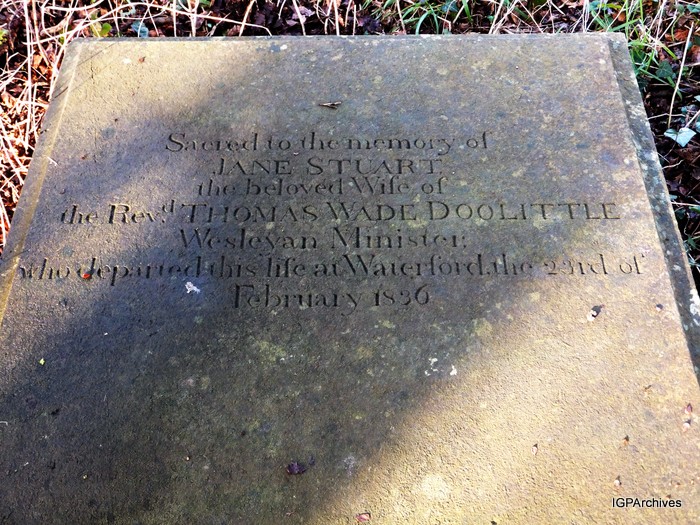 Sacred to the memory of
JANE STUART
the beloved Wife of
the Rev.d THOMAS WADE DOOLITTLE
Wesleyan Minister;
who departed this life at Waterford, the 23rd of
February 1836
IGPArchives